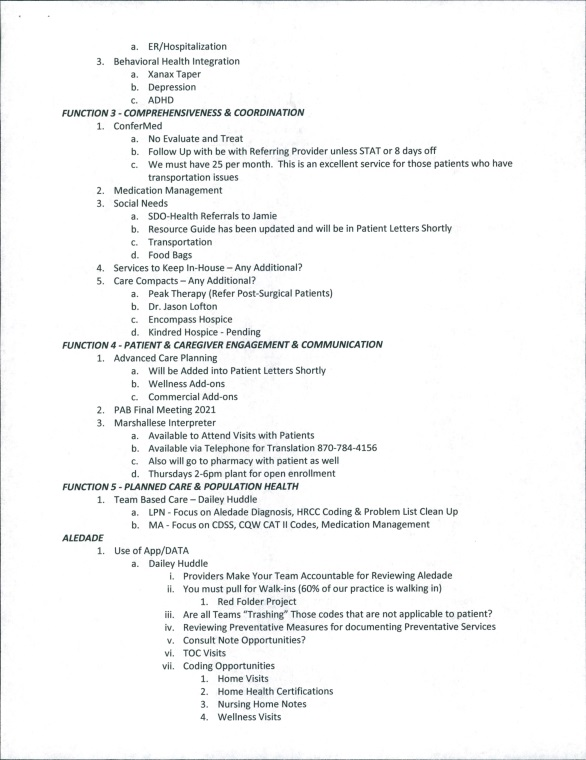 a. ER/Hospitalization
3. Behavioral Health Integration
a. Xanax Taper
b. Depression
c. ADHD
FUNCTION 3 - COMPREHENSIVENESS & COORDINATION
1. ConferMed
a. No Evaluate and Treat
b. Follow Up with be with Referring Provider unless STAT or 8 days off
c. We must have 25 per month. This is an excellent service for those patients who have
transportation issues
2. Medication Management
3. Social Needs
a. SDO-Health Referrals to Jamie
b. Resource Guide has been updated and will be in Patient Letters Shortly
c. Transportation
d. Food Bags
4. Services to Keep In-House – Any Additional?
5. Care Compacts – Any Additional?
a. Peak Therapy (Refer Post-Surgical Patients)
b. Dr. Jason Lofton
c. Encompass Hospice
d. Kindred Hospice - Pending
FUNCTION 4 - PATIENT & CAREGIVER ENGAGEMENT & COMMUNICATION
1. Advanced Care Planning
a. Will be Added into Patient Letters Shortly
b. Wellness Add-ons
c. Commercial Add-ons
2. PAB Final Meeting 2021
3. Marshallese Interpreter
a. Available to Attend Visits with Patients
b. Available via Telephone for Translation 870-784-4156
c. Also will go to pharmacy with patient as well
d. Thursdays 2-6pm plant for open enrollment
FUNCTION 5 - PLANNED CARE & POPULATION HEALTH
1. Team Based Care – Dailey Huddle
a. LPN - Focus on Aledade Diagnosis, HRCC Coding & Problem List Clean Up
b. MA - Focus on CDSS, CQW CAT II Codes, Medication Management
ALEDADE
1. Use of App/DATA
a. Dailey Huddle
i. Providers Make Your Team Accountable for Reviewing Aledade
ii. You must pull for Walk-ins (60% of our practice is walking in)
1. Red Folder Project
iii. Are all Teams "Trashing" Those codes that are not applicable to patient?
iv. Reviewing Preventative Measures for documenting Preventative Services
v. Consult Note Opportunities?
vi. TOC Visits
vii. Coding Opportunities
1. Home Visits
2. Home Health Certifications
3. Nursing Home Notes
4. Wellness Visits